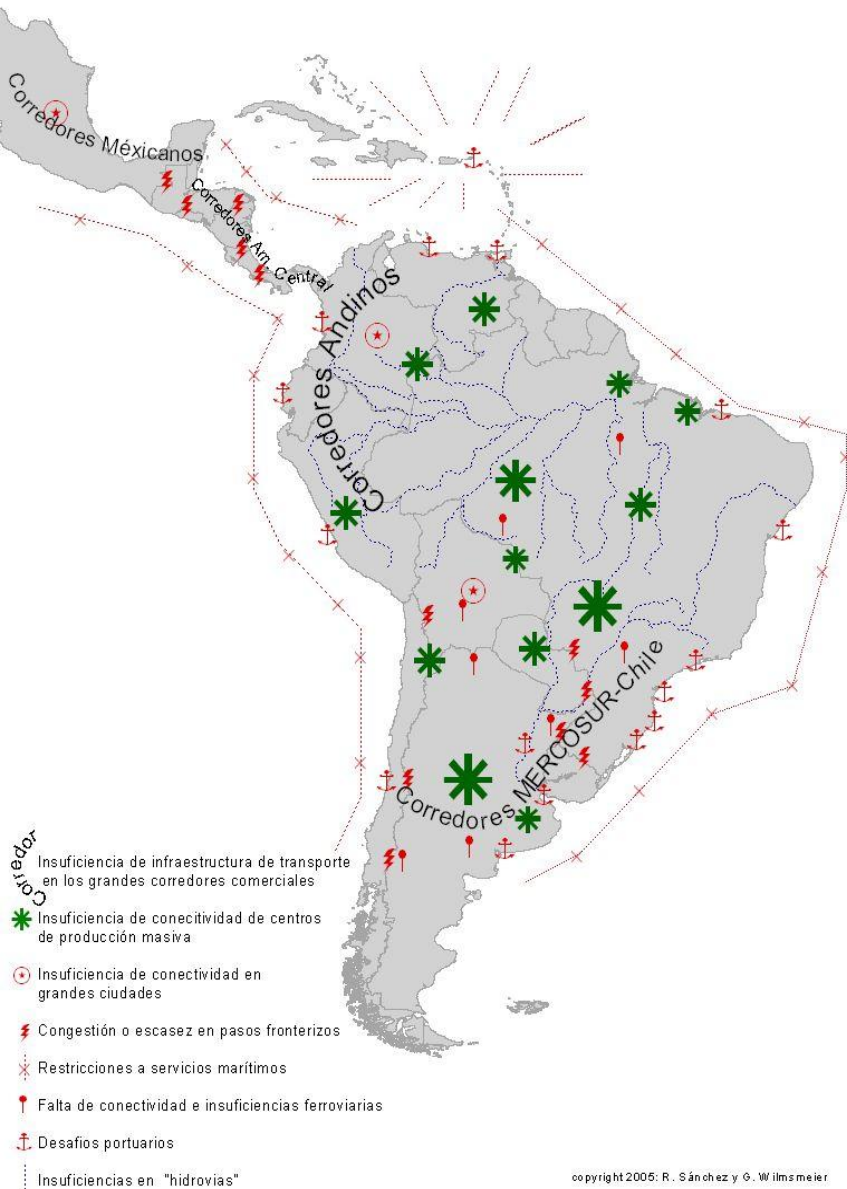 Corredores Méxicanos
Corredores Am. Central
Corredores Andinos
Corredores MERCOSUR-Chile
Corredor
Insuficiencia de infraestructura de transporte
en los grandes corredores comerciales
Insuficiencia de conecitividad de centros
de producción masiva
Insuficiencia de conectividad en
grandes ciudades
Congestión o escasez en pasos fronterizos
Restricciones a servicios marítimos
Falta de conectividad e insuficiencias ferroviarias
Desafios portuarios
Insuficiencias en "hidrovias"
copyright 2005: R. Sánchez y G. Wilmsmeier